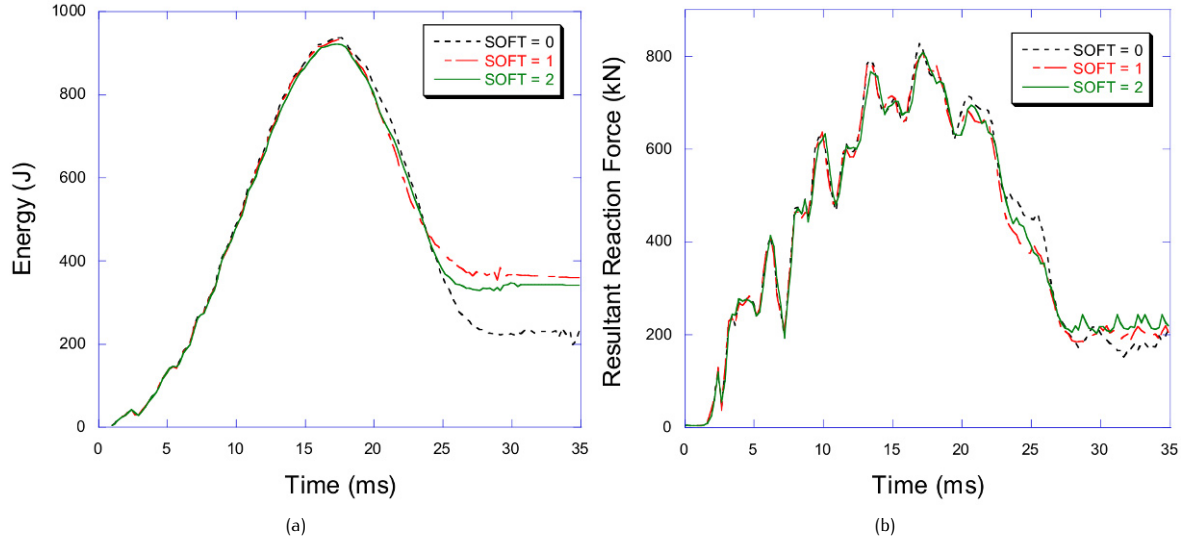 1000
800
600
400
200
0
Energy (J)
SOFT = 0
SOFT = 1
SOFT = 2
0 5 10 15 20 25 30 35
Time (ms)
(a)
800
600
400
200
0
Resultant Reaction Force (kN)
SOFT = 0
SOFT = 1
SOFT = 2
0 5 10 15 20 25 30 35
Time (ms)
(b)